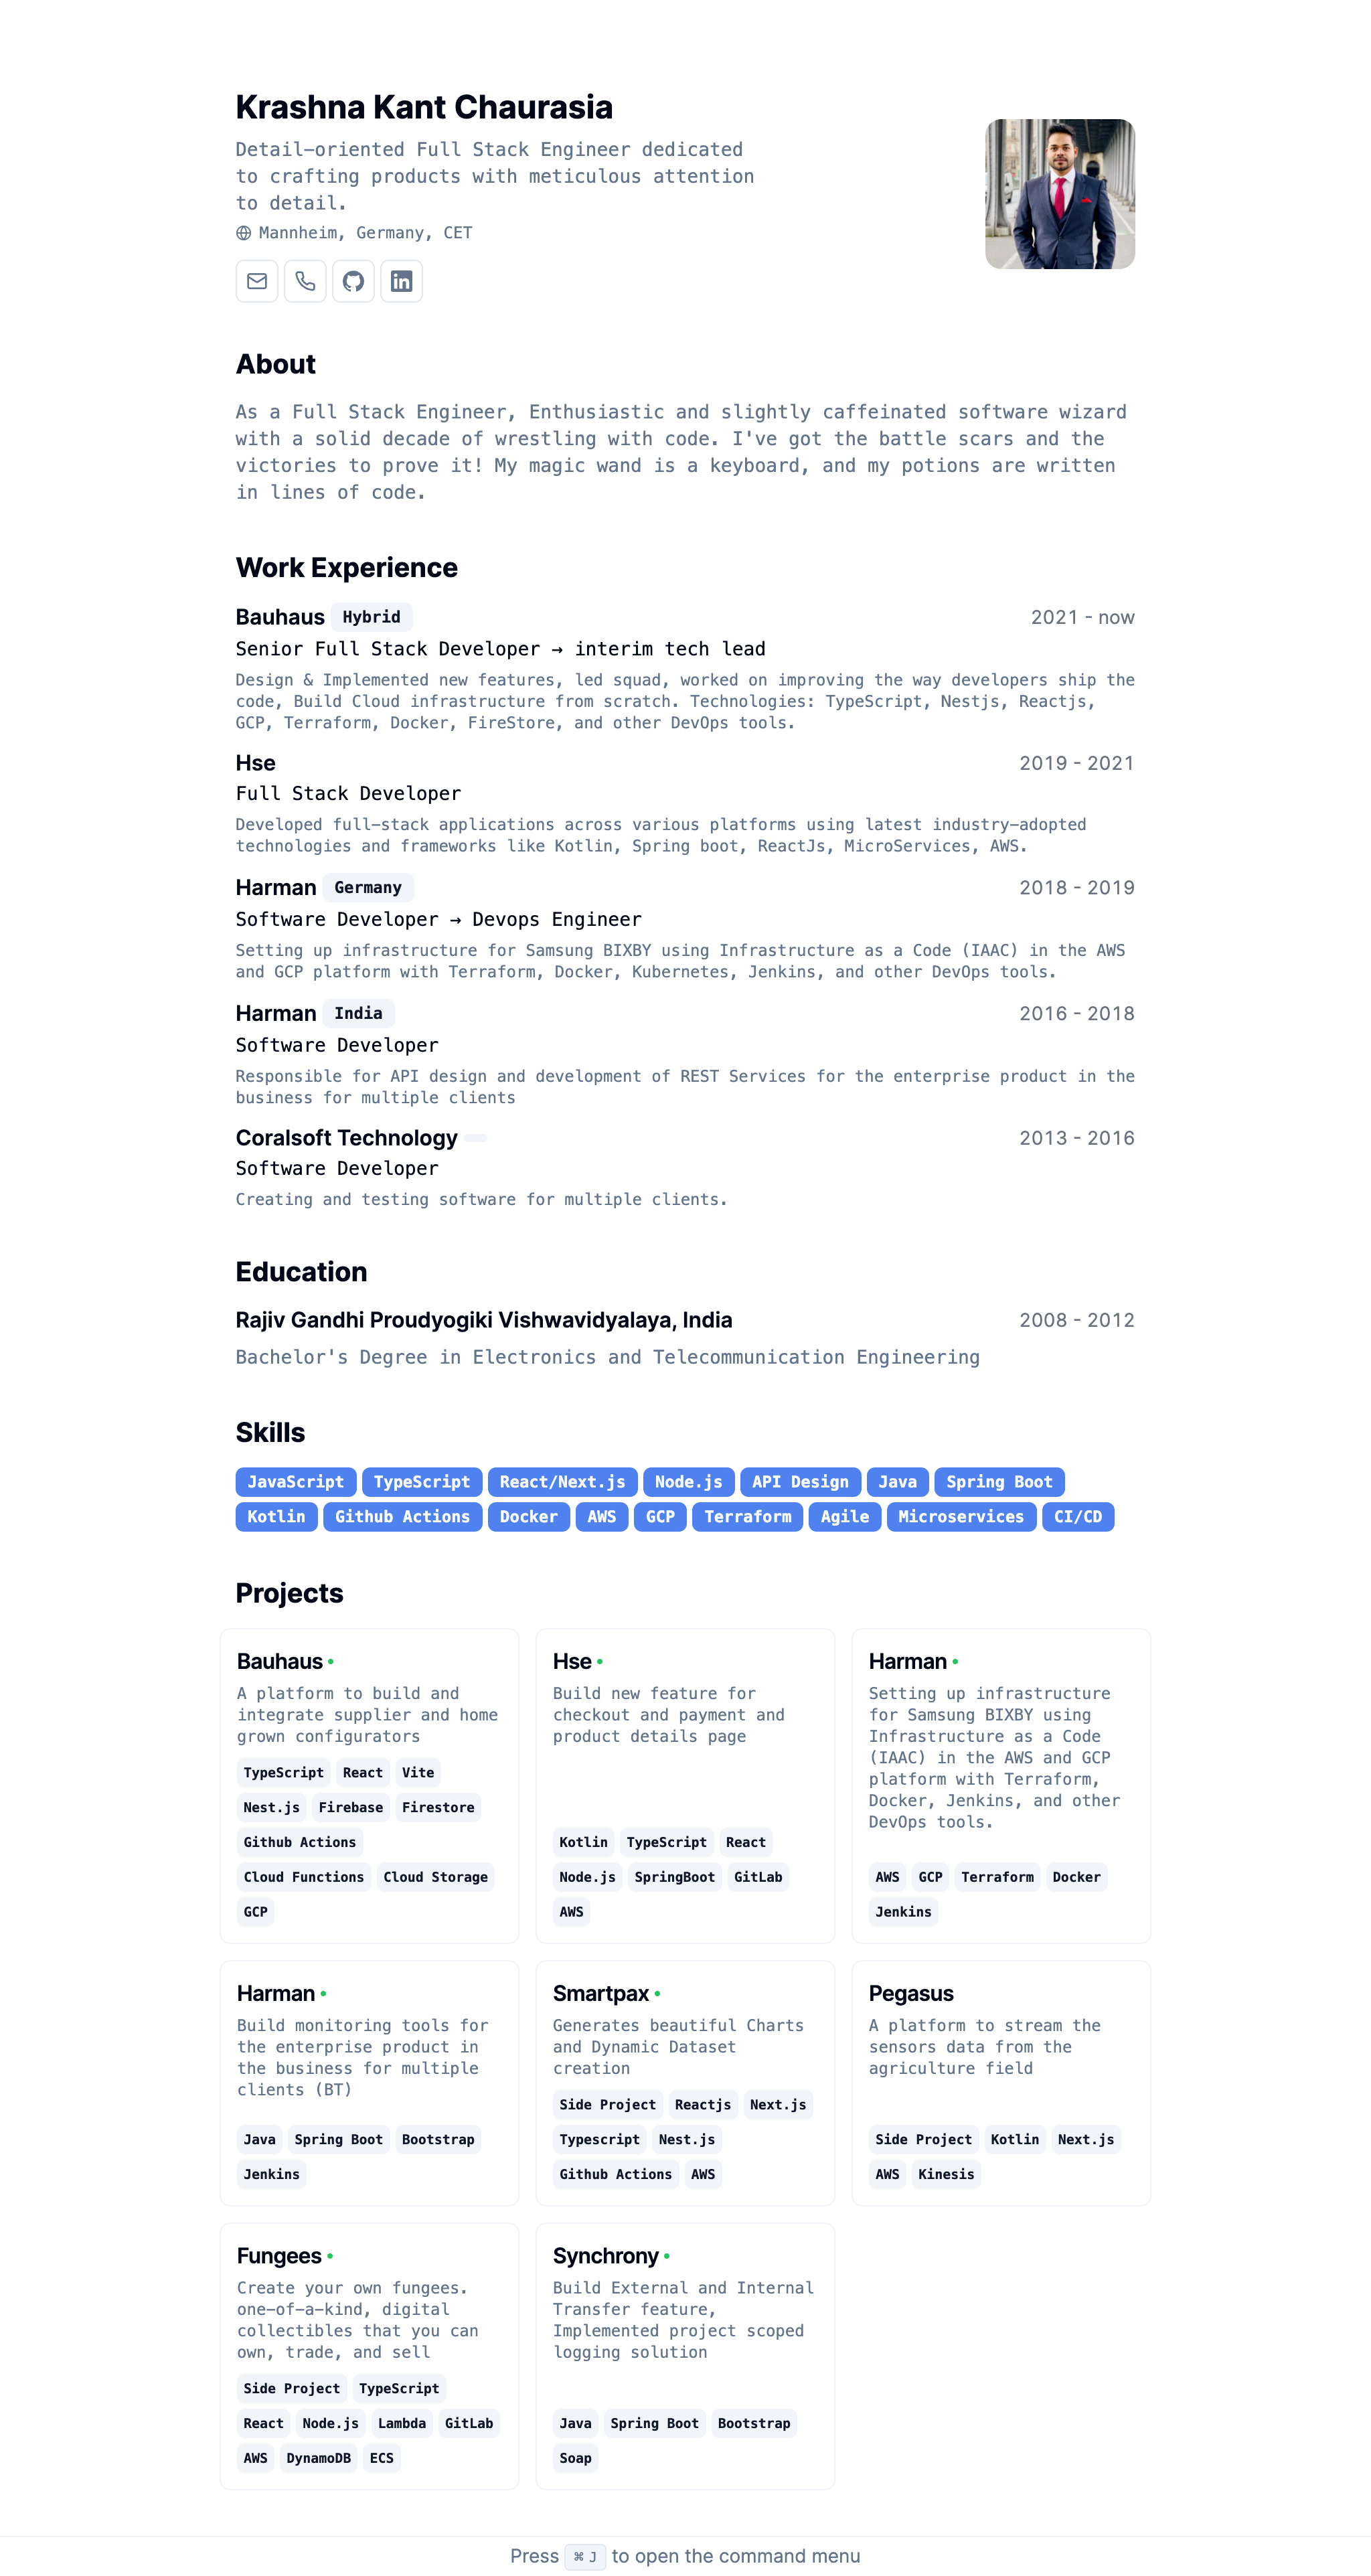 Krashna Kant Chaurasia
Detail-oriented Full Stack Engineer dedicated
to crafting products with meticulous attention
to detail.
Mannheim, Germany, CET
About
As a Full Stack Engineer, Enthusiastic and slightly caffeinated software wizard
with a solid decade of wrestling with code. I've got the battle scars and the
victories to prove it! My magic wand is a keyboard, and my potions are written
in lines of code.
Work Experience
Bauhaus Hybrid 2021 - now
Senior Full Stack Developer → interim tech lead
Design & Implemented new features, led squad, worked on improving the way developers ship the
code, Build Cloud infrastructure from scratch. Technologies: TypeScript, Nestjs, Reactjs,
GCP, Terraform, Docker, FireStore, and other DevOps tools.
Hse 2019 - 2021
Full Stack Developer
Developed full-stack applications across various platforms using latest industry-adopted
technologies and frameworks like Kotlin, Spring boot, ReactJs, MicroServices, AWS.
Harman Germany 2018 - 2019
Software Developer → Devops Engineer
Setting up infrastructure for Samsung BIXBY using Infrastructure as a Code (IAAC) in the AWS
and GCP platform with Terraform, Docker, Kubernetes, Jenkins, and other DevOps tools.
Harman India 2016 - 2018
Software Developer
Responsible for API design and development of REST Services for the enterprise product in the
business for multiple clients
Coralsoft Technology 2013 - 2016
Software Developer
Creating and testing software for multiple clients.
Education
Rajiv Gandhi Proudyogiki Vishwavidyalaya, India 2008 - 2012
Bachelor's Degree in Electronics and Telecommunication Engineering
Skills
JavaScript TypeScript React/Next.js Node.js API Design Java Spring Boot
Kotlin Github Actions Docker AWS GCP Terraform Agile Microservices CI/CD
Projects
Bauhaus
A platform to build and
integrate supplier and home
grown configurators
TypeScript React Vite
Nest.js Firebase Firestore
Github Actions
Cloud Functions Cloud Storage
GCP
Hse
Build new feature for
checkout and payment and
product details page
Kotlin TypeScript React
Node.js SpringBoot GitLab
AWS
Harman
Setting up infrastructure
for Samsung BIXBY using
Infrastructure as a Code
(IAAC) in the AWS and GCP
platform with Terraform,
Docker, Jenkins, and other
DevOps tools.
AWS GCP Terraform Docker
Jenkins
Harman
Build monitoring tools for
the enterprise product in
the business for multiple
clients (BT)
Java Spring Boot Bootstrap
Jenkins
Smartpax
Generates beautiful Charts
and Dynamic Dataset
creation
Side Project Reactjs Next.js
Typescript Nest.js
Github Actions AWS
Pegasus
A platform to stream the
sensors data from the
agriculture field
Side Project Kotlin Next.js
AWS Kinesis
Fungees
Create your own fungees.
one-of-a-kind, digital
collectibles that you can
own, trade, and sell
Side Project TypeScript
React Node.js Lambda GitLab
AWS DynamoDB ECS
Synchrony
Build External and Internal
Transfer feature,
Implemented project scoped
logging solution
Java Spring Boot Bootstrap
Soap
Press ⌘ J to open the command menu